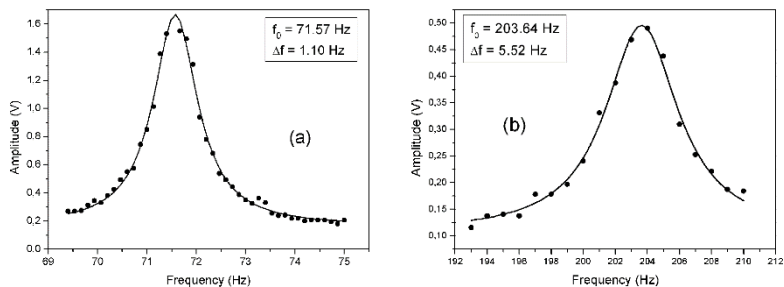 f₀ = 71.57 Hz
Δf = 1.10 Hz
1.6
1.4
1.2
1.0
0.8
0.6
0.4
0.2
0.0
Amplitude (V)
(a)
69 70 71 72 73 74 75
Frequency (Hz)
f₀ = 203.64 Hz
Δf = 5.52 Hz
0,50
0,45
0,40
0,35
0,30
0,25
0,20
0,15
0,10
Amplitude (V)
(b)
192 194 196 198 200 202 204 206 208 210 212
Frequency (Hz)